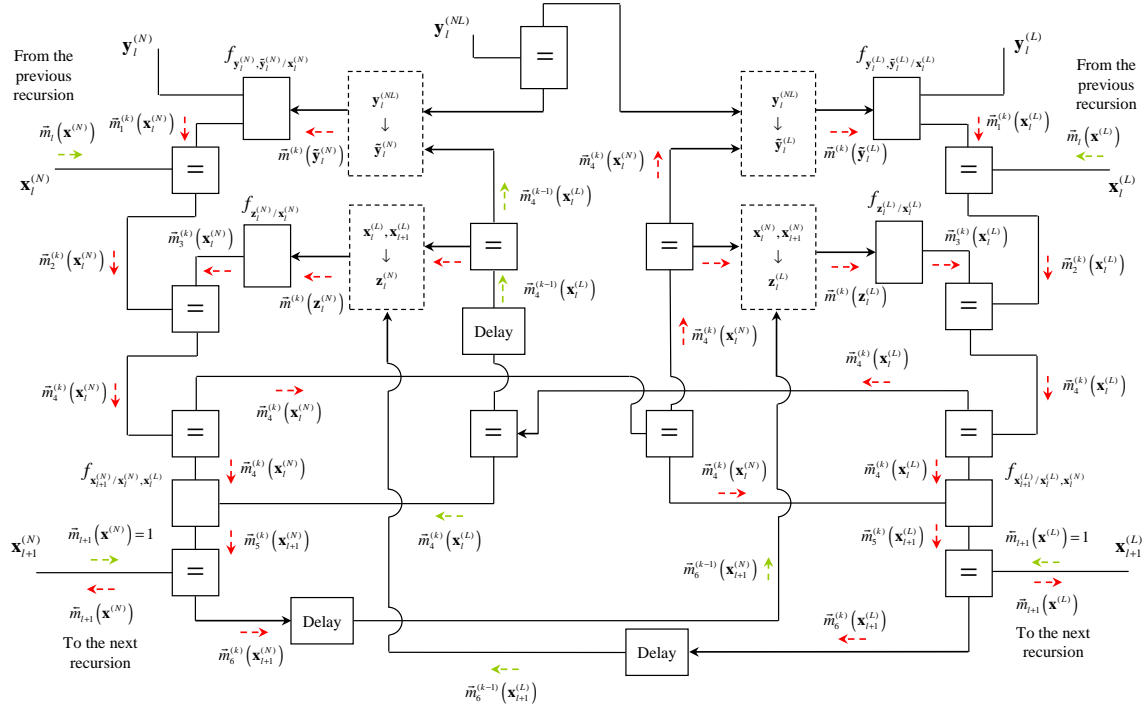 y_l^{(N)}
y_l^{(NL)}
y_l^{(L)}
=
From the
previous
recursion
f_{y_l^{(N)}, ỹ_l^{(N)}/x_l^{(N)}}
f_{y_l^{(L)}, ỹ_l^{(L)}/x_l^{(L)}}
From the
previous
recursion
y_l^{(NL)}
↓
ỹ_l^{(N)}
y_l^{(NL)}
↓
ỹ_l^{(L)}
m⃗_l(x^{(N)})
m⃗_1^{(k)}(x_l^{(N)})
m⃗^{(k)}(ỹ_l^{(N)})
m⃗_4^{(k)}(x_l^{(N)})
m⃗^{(k)}(ỹ_l^{(L)})
m⃗_1^{(k)}(x_l^{(L)})
m⃗_l(x^{(L)})
x_l^{(N)}
=
m⃗_4^{(k-1)}(x_l^{(L)})
=
x_l^{(L)}
f_{z_l^{(N)}/x_l^{(N)}}
f_{z_l^{(L)}/x_l^{(L)}}
m⃗_3^{(k)}(x_l^{(N)})
x_l^{(L)}, x_{l+1}^{(L)}
↓
z_l^{(N)}
=
=
x_l^{(N)}, x_{l+1}^{(N)}
↓
z_l^{(L)}
m⃗_3^{(k)}(x_l^{(L)})
m⃗_2^{(k)}(x_l^{(N)})
m⃗_2^{(k)}(x_l^{(L)})
m⃗^{(k)}(z_l^{(N)})
m⃗_4^{(k-1)}(x_l^{(L)})
m⃗^{(k)}(z_l^{(L)})
=
=
Delay
m⃗_4^{(k)}(x_l^{(N)})
m⃗_4^{(k)}(x_l^{(L)})
m⃗_4^{(k)}(x_l^{(N)})
m⃗_4^{(k)}(x_l^{(L)})
m⃗_4^{(k)}(x_l^{(N)})
=
=
=
=
f_{x_{l+1}^{(N)}/x_l^{(N)}, x_l^{(L)}}
m⃗_4^{(k)}(x_l^{(N)})
m⃗_4^{(k)}(x_l^{(N)})
m⃗_4^{(k)}(x_l^{(L)})
f_{x_{l+1}^{(L)}/x_l^{(L)}, x_l^{(N)}}
x_{l+1}^{(N)}
m⃗_{l+1}(x^{(N)}) = 1
m⃗_5^{(k)}(x_{l+1}^{(N)})
m⃗_4^{(k)}(x_l^{(L)})
m⃗_5^{(k)}(x_{l+1}^{(L)})
m⃖_{l+1}(x^{(L)}) = 1
x_{l+1}^{(L)}
=
m⃗_6^{(k-1)}(x_{l+1}^{(N)})
=
m⃖_{l+1}(x^{(N)})
m⃗_{l+1}(x^{(L)})
To the next
recursion
Delay
m⃗_6^{(k)}(x_{l+1}^{(N)})
m⃗_6^{(k)}(x_{l+1}^{(L)})
To the next
recursion
Delay
m⃗_6^{(k-1)}(x_{l+1}^{(L)})